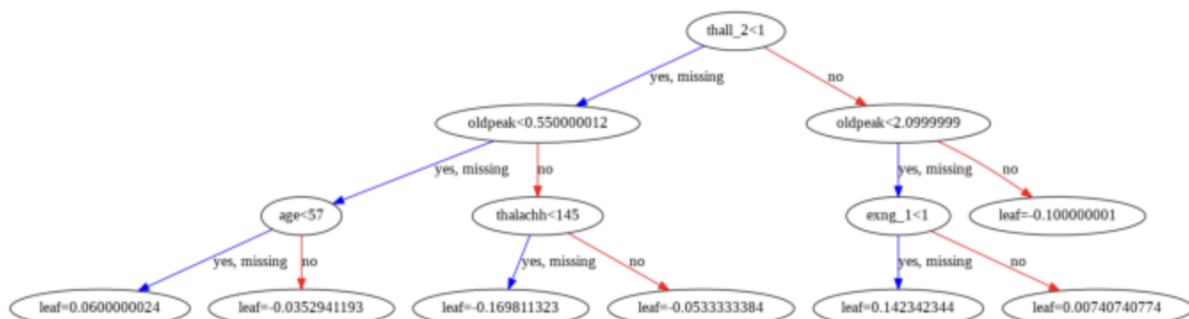 thall_2<1
yes, missing
no
oldpeak<0.550000012
oldpeak<2.0999999
yes, missing
no
yes, missing
no
age<57
thalachh<145
exng_1<1
leaf=-0.100000001
yes, missing
no
yes, missing
no
yes, missing
no
leaf=0.0600000024
leaf=-0.0352941193
leaf=-0.169811323
leaf=-0.0533333384
leaf=0.142342344
leaf=0.00740740774